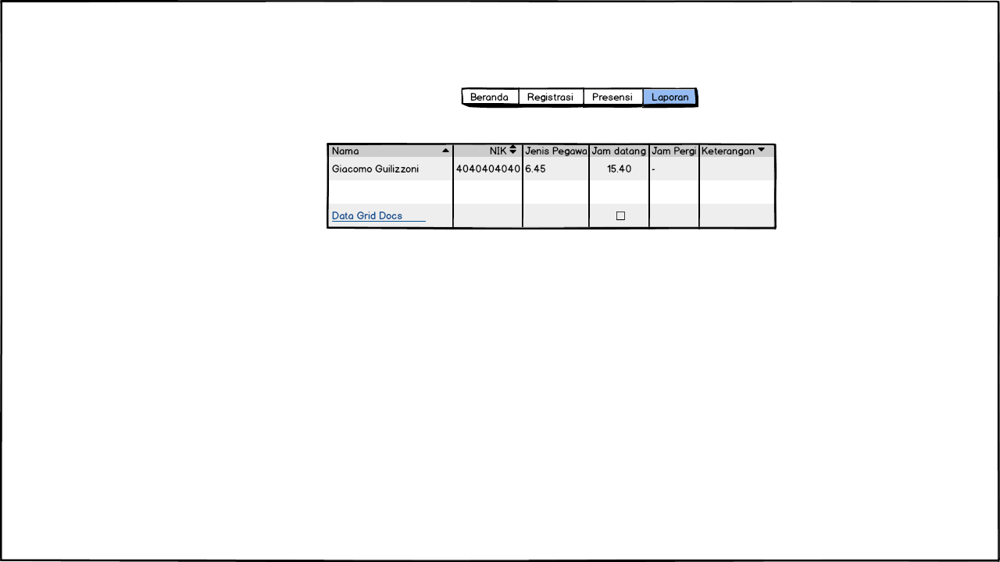 Beranda Registrasi Presensi Laporan
Nama NIK Jenis Pegawa Jam datang Jam Pergi Keterangan
Giacomo Guilizzoni 4040404040 6.45 15.40 -
Data Grid Docs